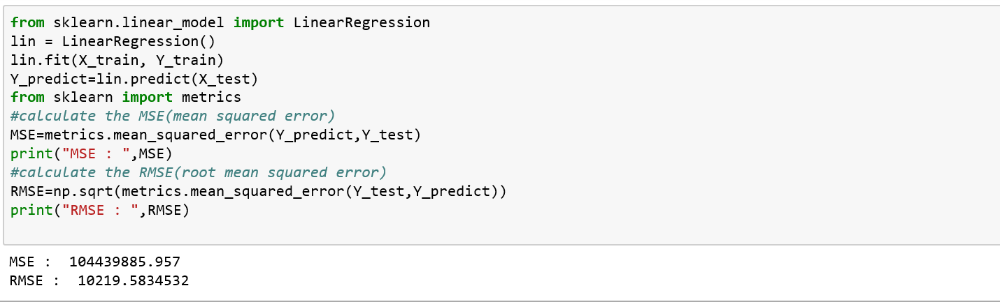 from sklearn.linear_model import LinearRegression
lin = LinearRegression()
lin.fit(X_train, Y_train)
Y_predict=lin.predict(X_test)
from sklearn import metrics
#calculate the MSE(mean squared error)
MSE=metrics.mean_squared_error(Y_predict,Y_test)
print("MSE : ",MSE)
#calculate the RMSE(root mean squared error)
RMSE=np.sqrt(metrics.mean_squared_error(Y_test,Y_predict))
print("RMSE : ",RMSE)
MSE :  104439885.957
RMSE :  10219.5834532